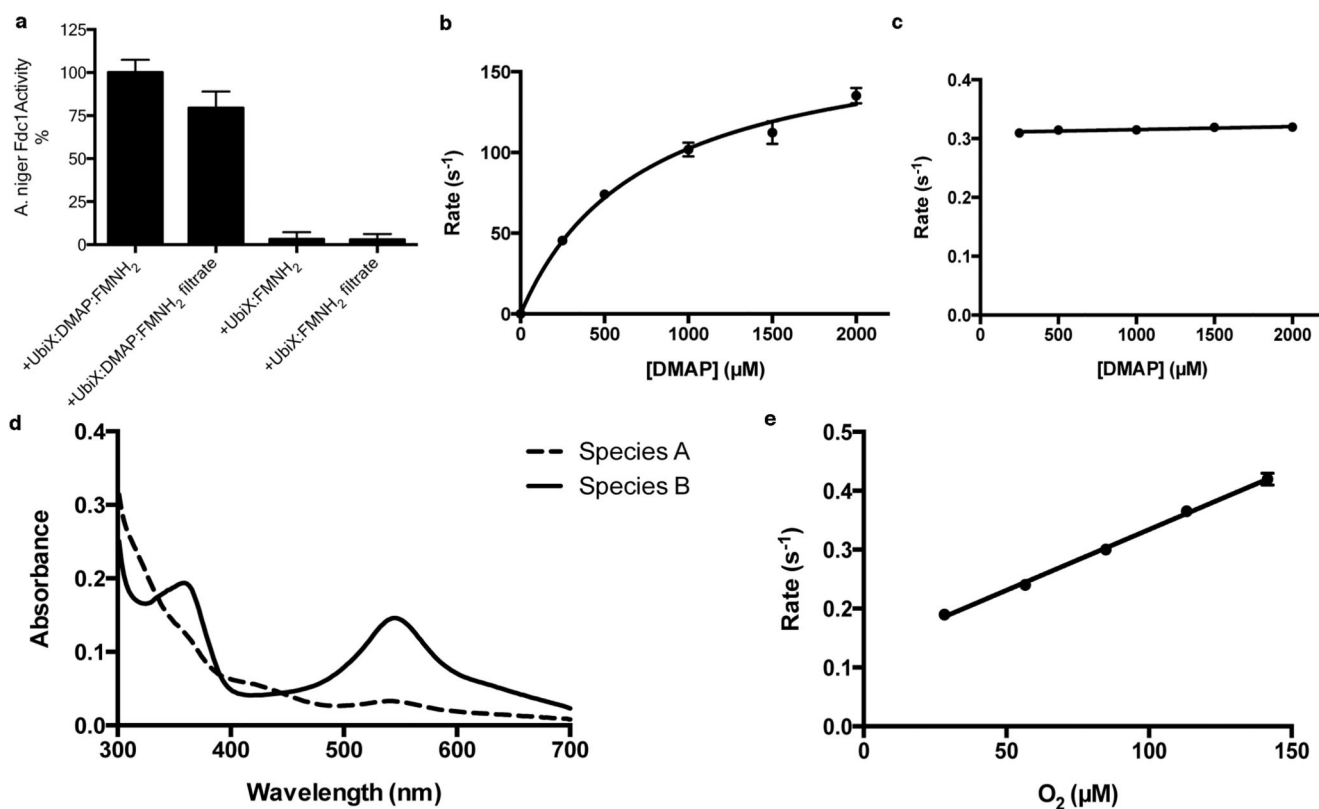 a
A. niger Fdc1Activity
%
125
100
75
50
25
0
+UbiX:DMAP:FMNH2
+UbiX:DMAP:FMNH2 filtrate
+UbiX:FMNH2
+UbiX:FMNH2 filtrate
b
Rate (s-1)
150
100
50
0
0 500 1000 1500 2000
[DMAP] (µM)
c
Rate (s-1)
0.4
0.3
0.2
0.1
0.0
0 500 1000 1500 2000
[DMAP] (µM)
d
Absorbance
0.4
0.3
0.2
0.1
0.0
300 400 500 600 700
Wavelength (nm)
Species A
Species B
e
Rate (s-1)
0.5
0.4
0.3
0.2
0.1
0.0
0 50 100 150
O2 (µM)